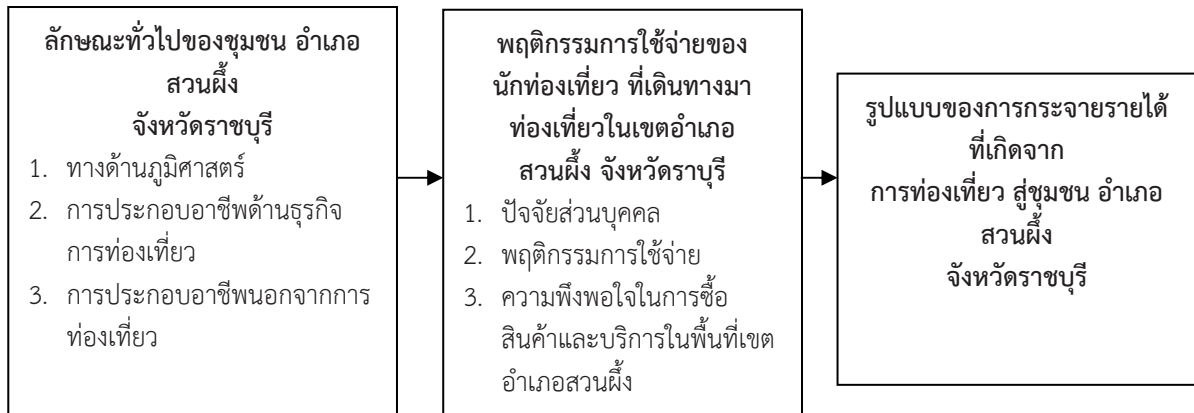 ลักษณะทั่วไปของชุมชน อำเภอ
สวนผึ้ง
จังหวัดราชบุรี
1. ทางด้านภูมิศาสตร์
2. การประกอบอาชีพด้านธุรกิจ
การท่องเที่ยว
3. การประกอบอาชีพนอกจากการ
ท่องเที่ยว
พฤติกรรมการใช้จ่ายของ
นักท่องเที่ยว ที่เดินทางมา
ท่องเที่ยวในเขตอำเภอ
สวนผึ้ง จังหวัดราบุรี
1. ปัจจัยส่วนบุคคล
2. พฤติกรรมการใช้จ่าย
3. ความพึงพอใจในการซื้อ
สินค้าและบริการในพื้นที่เขต
อำเภอสวนผึ้ง
รูปแบบของการกระจายรายได้
ที่เกิดจาก
การท่องเที่ยว สู่ชุมชน อำเภอ
สวนผึ้ง
จังหวัดราชบุรี